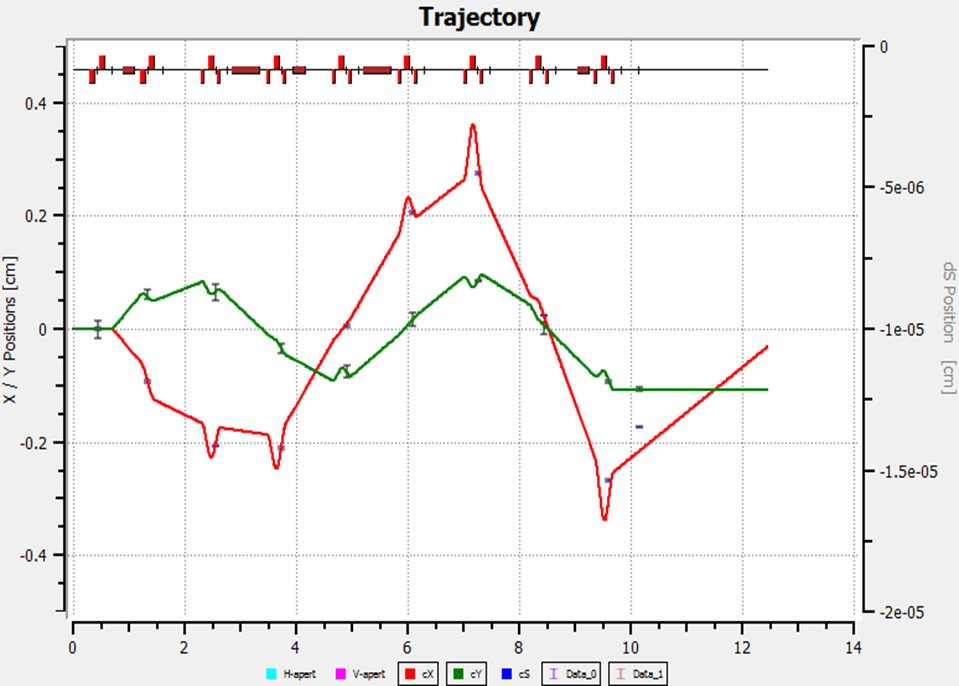 Trajectory
0
0.4
-5e-06
0.2
X / Y Positions [cm]
0
-1e-05
dS Position [cm]
-0.2
-1.5e-05
-0.4
-2e-05
0 2 4 6 8 10 12 14
H-apert V-apert cX cY cS Data_0 Data_1